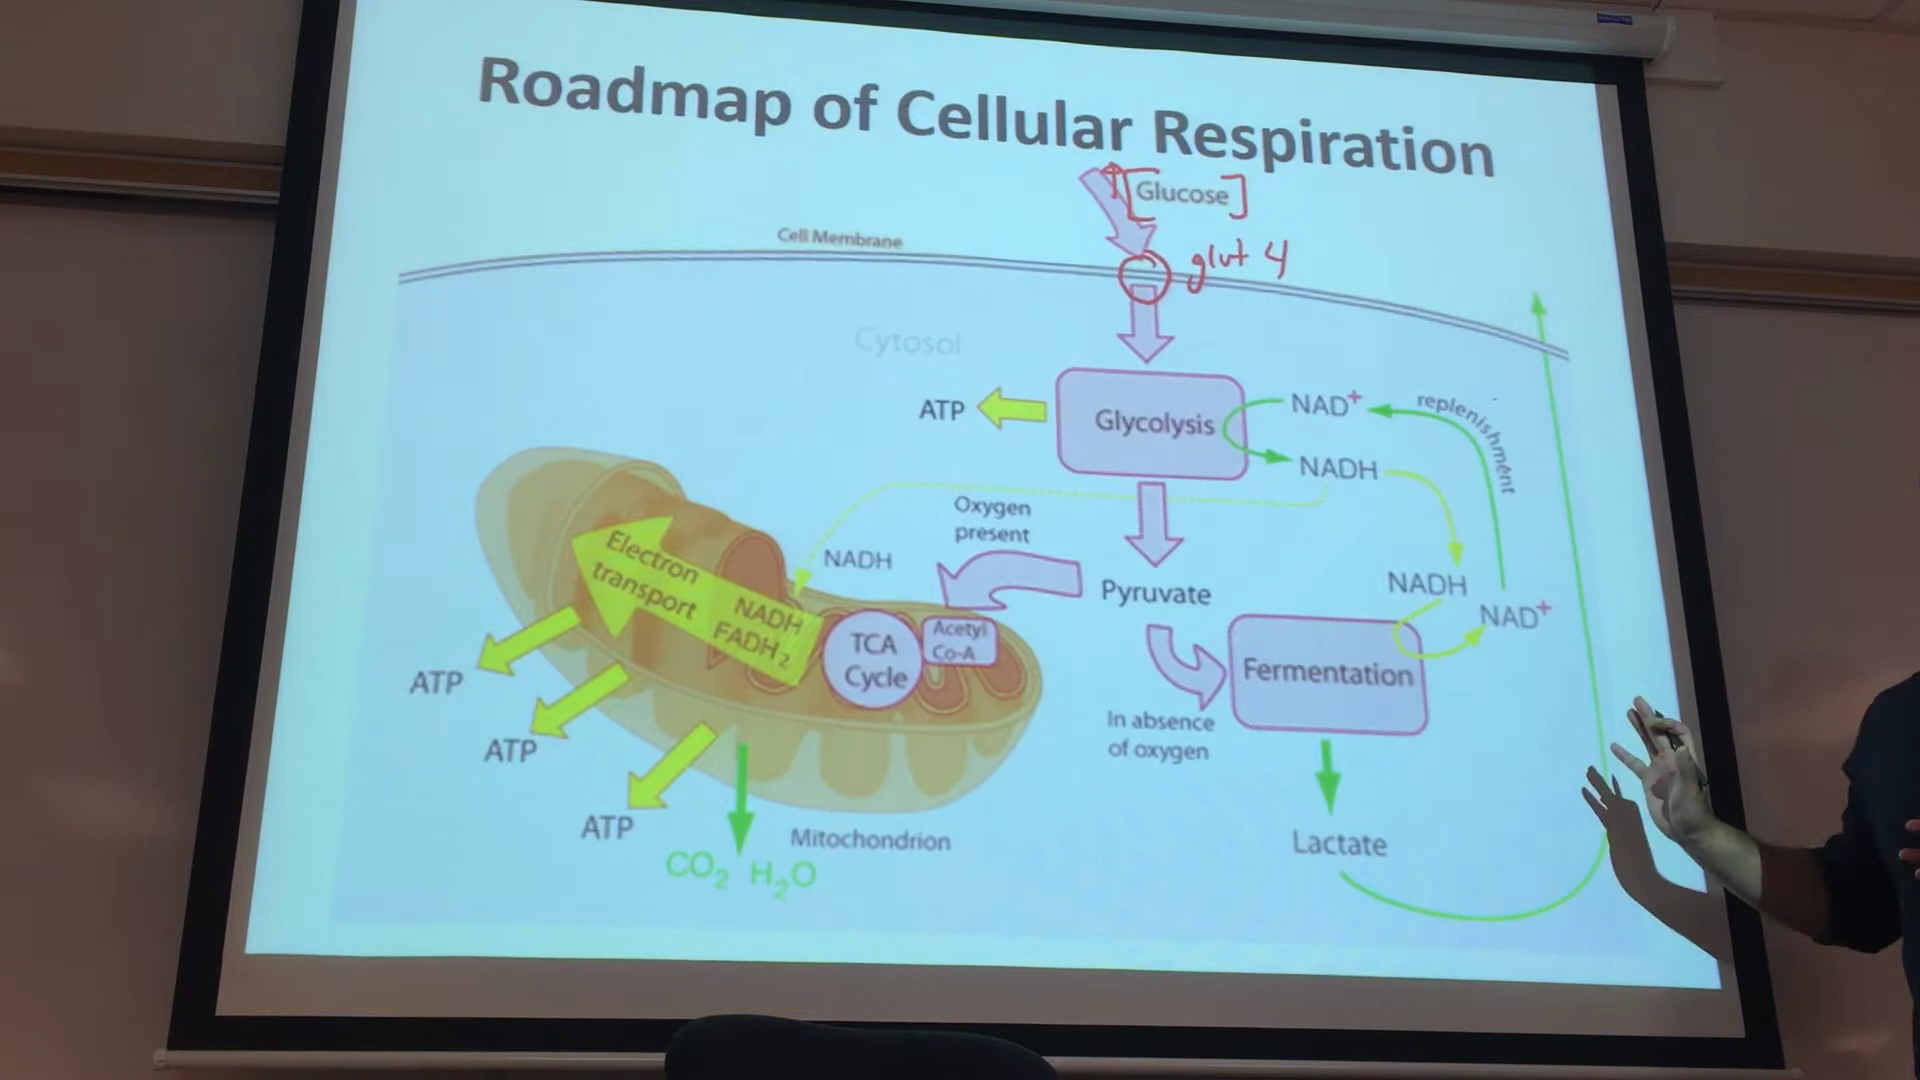 Roadmap of Cellular Respiration
↑[Glucose]
Cell Membrane
glut 4
Cytosol
ATP
Glycolysis
NAD+
replenishment
NADH
Oxygen
present
NADH
Pyruvate
NADH
NAD+
Electron
transport
NADH
FADH2
TCA
Cycle
Acetyl
Co-A
Fermentation
In absence
of oxygen
ATP
ATP
ATP
Mitochondrion
CO2 H2O
Lactate